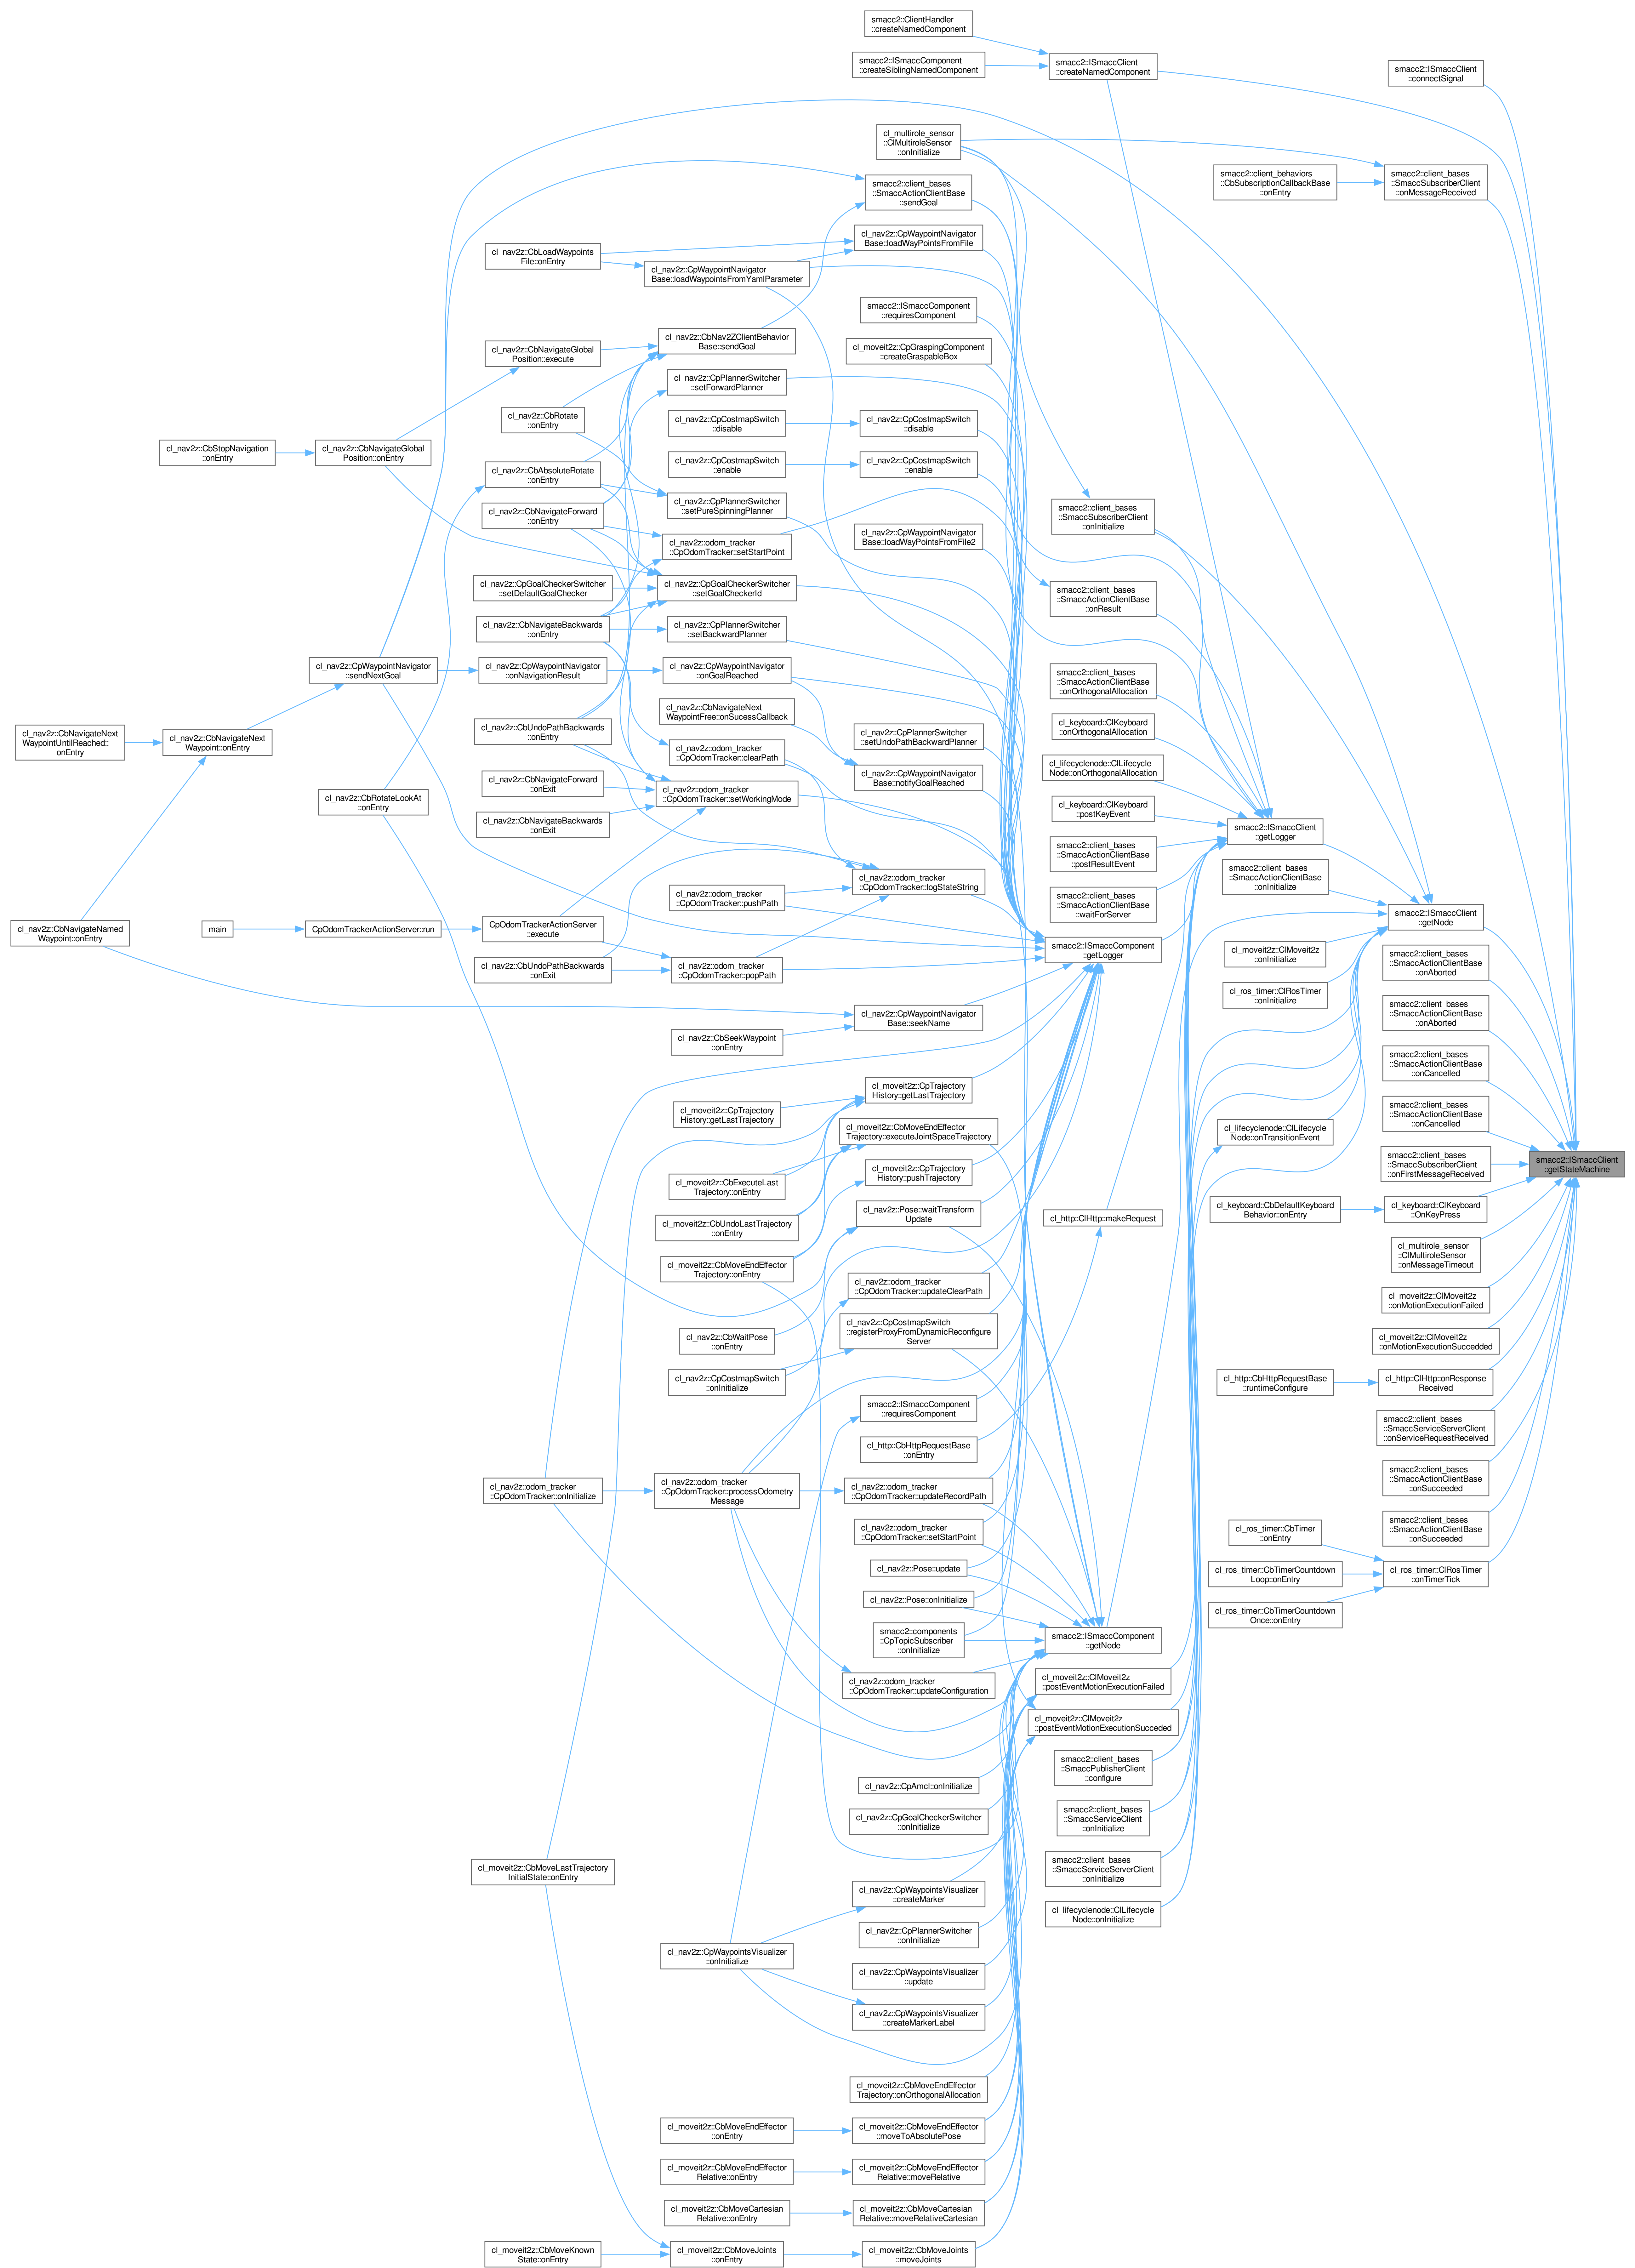 smacc2::ClientHandler
::createNamedComponent
smacc2::ISmaccComponent
::createSiblingNamedComponent
smacc2::ISmaccClient
::createNamedComponent
smacc2::ISmaccClient
::connectSignal
cl_multirole_sensor
::ClMultiroleSensor
::onInitialize
smacc2::client_behaviors
::CbSubscriptionCallbackBase
::onEntry
smacc2::client_bases
::SmaccSubscriberClient
::onMessageReceived
smacc2::client_bases
::SmaccActionClientBase
::sendGoal
cl_nav2z::CbLoadWaypoints
File::onEntry
cl_nav2z::CpWaypointNavigator
Base::loadWayPointsFromFile
cl_nav2z::CpWaypointNavigator
Base::loadWaypointsFromYamlParameter
smacc2::ISmaccComponent
::requiresComponent
cl_nav2z::CbNavigateGlobal
Position::execute
cl_nav2z::CbNav2ZClientBehavior
Base::sendGoal
cl_moveit2z::CpGraspingComponent
::createGraspableBox
cl_nav2z::CpPlannerSwitcher
::setForwardPlanner
cl_nav2z::CbRotate
::onEntry
cl_nav2z::CpCostmapSwitch
::disable
cl_nav2z::CpCostmapSwitch
::disable
cl_nav2z::CbStopNavigation
::onEntry
cl_nav2z::CbNavigateGlobal
Position::onEntry
cl_nav2z::CpCostmapSwitch
::enable
cl_nav2z::CpCostmapSwitch
::enable
cl_nav2z::CbAbsoluteRotate
::onEntry
cl_nav2z::CbNavigateForward
::onEntry
cl_nav2z::CpPlannerSwitcher
::setPureSpinningPlanner
smacc2::client_bases
::SmaccSubscriberClient
::onInitialize
cl_nav2z::odom_tracker
::CpOdomTracker::setStartPoint
cl_nav2z::CpWaypointNavigator
Base::loadWayPointsFromFile2
cl_nav2z::CpGoalCheckerSwitcher
::setDefaultGoalChecker
cl_nav2z::CpGoalCheckerSwitcher
::setGoalCheckerId
smacc2::client_bases
::SmaccActionClientBase
::onResult
cl_nav2z::CbNavigateBackwards
::onEntry
cl_nav2z::CpPlannerSwitcher
::setBackwardPlanner
cl_nav2z::CpWaypointNavigator
::sendNextGoal
cl_nav2z::CpWaypointNavigator
::onNavigationResult
cl_nav2z::CpWaypointNavigator
::onGoalReached
smacc2::client_bases
::SmaccActionClientBase
::onOrthogonalAllocation
cl_nav2z::CbNavigateNext
WaypointFree::onSucessCallback
cl_keyboard::ClKeyboard
::onOrthogonalAllocation
cl_nav2z::CbNavigateNext
WaypointUntilReached::
onEntry
cl_nav2z::CbNavigateNext
Waypoint::onEntry
cl_nav2z::CbUndoPathBackwards
::onEntry
cl_nav2z::odom_tracker
::CpOdomTracker::clearPath
cl_nav2z::CpPlannerSwitcher
::setUndoPathBackwardPlanner
cl_lifecyclenode::ClLifecycle
Node::onOrthogonalAllocation
cl_nav2z::CbRotateLookAt
::onEntry
cl_nav2z::CbNavigateForward
::onExit
cl_nav2z::odom_tracker
::CpOdomTracker::setWorkingMode
cl_nav2z::CpWaypointNavigator
Base::notifyGoalReached
cl_keyboard::ClKeyboard
::postKeyEvent
cl_nav2z::CbNavigateBackwards
::onExit
smacc2::ISmaccClient
::getLogger
smacc2::client_bases
::SmaccActionClientBase
::postResultEvent
smacc2::client_bases
::SmaccActionClientBase
::waitForServer
smacc2::client_bases
::SmaccActionClientBase
::onInitialize
cl_nav2z::odom_tracker
::CpOdomTracker::logStateString
cl_nav2z::odom_tracker
::CpOdomTracker::pushPath
smacc2::ISmaccClient
::getNode
cl_nav2z::CbNavigateNamed
Waypoint::onEntry
main
CpOdomTrackerActionServer::run
CpOdomTrackerActionServer
::execute
smacc2::ISmaccComponent
::getLogger
cl_moveit2z::ClMoveit2z
::onInitialize
smacc2::client_bases
::SmaccActionClientBase
::onAborted
cl_nav2z::CbUndoPathBackwards
::onExit
cl_nav2z::odom_tracker
::CpOdomTracker::popPath
cl_ros_timer::ClRosTimer
::onInitialize
smacc2::client_bases
::SmaccActionClientBase
::onAborted
cl_nav2z::CpWaypointNavigator
Base::seekName
cl_nav2z::CbSeekWaypoint
::onEntry
smacc2::client_bases
::SmaccActionClientBase
::onCancelled
cl_moveit2z::CpTrajectory
History::getLastTrajectory
cl_moveit2z::CpTrajectory
History::getLastTrajectory
smacc2::client_bases
::SmaccActionClientBase
::onCancelled
cl_moveit2z::CbMoveEndEffector
Trajectory::executeJointSpaceTrajectory
cl_lifecyclenode::ClLifecycle
Node::onTransitionEvent
smacc2::client_bases
::SmaccSubscriberClient
::onFirstMessageReceived
smacc2::ISmaccClient
::getStateMachine
cl_moveit2z::CbExecuteLast
Trajectory::onEntry
cl_moveit2z::CpTrajectory
History::pushTrajectory
cl_moveit2z::CbUndoLastTrajectory
::onEntry
cl_nav2z::Pose::waitTransform
Update
cl_http::ClHttp::makeRequest
cl_keyboard::CbDefaultKeyboard
Behavior::onEntry
cl_keyboard::ClKeyboard
::OnKeyPress
cl_moveit2z::CbMoveEndEffector
Trajectory::onEntry
cl_multirole_sensor
::ClMultiroleSensor
::onMessageTimeout
cl_nav2z::odom_tracker
::CpOdomTracker::updateClearPath
cl_moveit2z::ClMoveit2z
::onMotionExecutionFailed
cl_nav2z::CbWaitPose
::onEntry
cl_nav2z::CpCostmapSwitch
::registerProxyFromDynamicReconfigure
Server
cl_moveit2z::ClMoveit2z
::onMotionExecutionSuccedded
cl_nav2z::CpCostmapSwitch
::onInitialize
cl_http::CbHttpRequestBase
::runtimeConfigure
cl_http::ClHttp::onResponse
Received
smacc2::ISmaccComponent
::requiresComponent
smacc2::client_bases
::SmaccServiceServerClient
::onServiceRequestReceived
cl_http::CbHttpRequestBase
::onEntry
smacc2::client_bases
::SmaccActionClientBase
::onSucceeded
cl_nav2z::odom_tracker
::CpOdomTracker::onInitialize
cl_nav2z::odom_tracker
::CpOdomTracker::processOdometry
Message
cl_nav2z::odom_tracker
::CpOdomTracker::updateRecordPath
smacc2::client_bases
::SmaccActionClientBase
::onSucceeded
cl_nav2z::odom_tracker
::CpOdomTracker::setStartPoint
cl_ros_timer::CbTimer
::onEntry
cl_nav2z::Pose::update
cl_ros_timer::CbTimerCountdown
Loop::onEntry
cl_ros_timer::ClRosTimer
::onTimerTick
cl_nav2z::Pose::onInitialize
cl_ros_timer::CbTimerCountdown
Once::onEntry
smacc2::components
::CpTopicSubscriber
::onInitialize
smacc2::ISmaccComponent
::getNode
cl_nav2z::odom_tracker
::CpOdomTracker::updateConfiguration
cl_moveit2z::ClMoveit2z
::postEventMotionExecutionFailed
cl_moveit2z::ClMoveit2z
::postEventMotionExecutionSucceded
smacc2::client_bases
::SmaccPublisherClient
::configure
cl_nav2z::CpAmcl::onInitialize
cl_nav2z::CpGoalCheckerSwitcher
::onInitialize
smacc2::client_bases
::SmaccServiceClient
::onInitialize
smacc2::client_bases
::SmaccServiceServerClient
::onInitialize
cl_moveit2z::CbMoveLastTrajectory
InitialState::onEntry
cl_nav2z::CpWaypointsVisualizer
::createMarker
cl_lifecyclenode::ClLifecycle
Node::onInitialize
cl_nav2z::CpPlannerSwitcher
::onInitialize
cl_nav2z::CpWaypointsVisualizer
::onInitialize
cl_nav2z::CpWaypointsVisualizer
::update
cl_nav2z::CpWaypointsVisualizer
::createMarkerLabel
cl_moveit2z::CbMoveEndEffector
Trajectory::onOrthogonalAllocation
cl_moveit2z::CbMoveEndEffector
::onEntry
cl_moveit2z::CbMoveEndEffector
::moveToAbsolutePose
cl_moveit2z::CbMoveEndEffector
Relative::onEntry
cl_moveit2z::CbMoveEndEffector
Relative::moveRelative
cl_moveit2z::CbMoveCartesian
Relative::onEntry
cl_moveit2z::CbMoveCartesian
Relative::moveRelativeCartesian
cl_moveit2z::CbMoveKnown
State::onEntry
cl_moveit2z::CbMoveJoints
::onEntry
cl_moveit2z::CbMoveJoints
::moveJoints